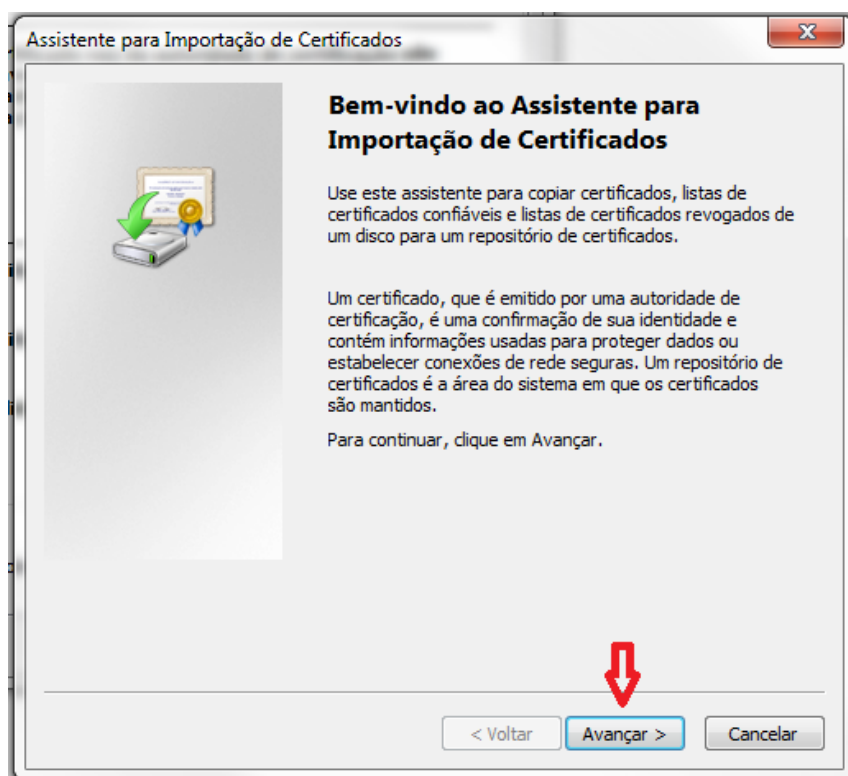 Assistente para Importação de Certificados
Bem-vindo ao Assistente para
Importação de Certificados
Use este assistente para copiar certificados, listas de
certificados confiáveis e listas de certificados revogados de
um disco para um repositório de certificados.
Um certificado, que é emitido por uma autoridade de
certificação, é uma confirmação de sua identidade e
contém informações usadas para proteger dados ou
estabelecer conexões de rede seguras. Um repositório de
certificados é a área do sistema em que os certificados
são mantidos.
Para continuar, clique em Avançar.
< Voltar Avançar > Cancelar